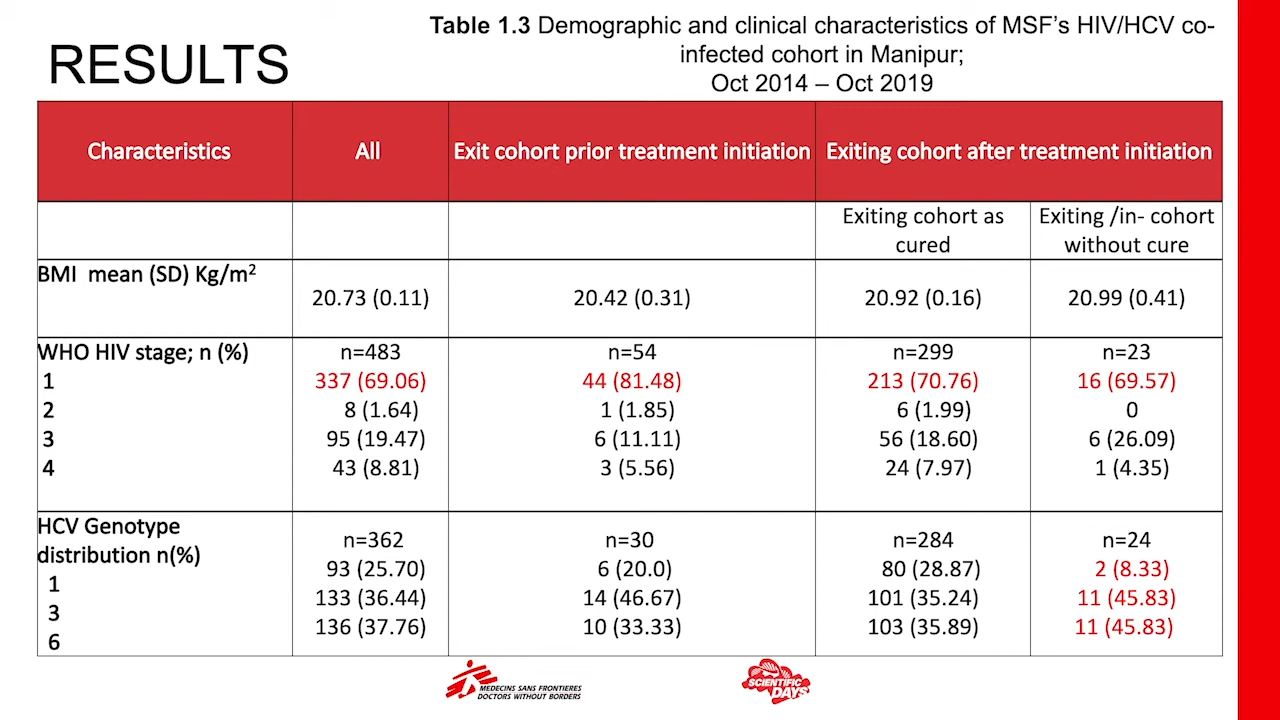 RESULTS
Table 1.3 Demographic and clinical characteristics of MSF's HIV/HCV co-
infected cohort in Manipur;
Oct 2014 – Oct 2019
Characteristics All Exit cohort prior treatment initiation Exiting cohort after treatment initiation
Exiting cohort as cured Exiting /in- cohort without cure
BMI mean (SD) Kg/m² 20.73 (0.11) 20.42 (0.31) 20.92 (0.16) 20.99 (0.41)
WHO HIV stage; n (%) n=483 n=54 n=299 n=23
1 337 (69.06) 44 (81.48) 213 (70.76) 16 (69.57)
2 8 (1.64) 1 (1.85) 6 (1.99) 0
3 95 (19.47) 6 (11.11) 56 (18.60) 6 (26.09)
4 43 (8.81) 3 (5.56) 24 (7.97) 1 (4.35)
HCV Genotype
distribution n(%) n=362 n=30 n=284 n=24
1 93 (25.70) 6 (20.0) 80 (28.87) 2 (8.33)
3 133 (36.44) 14 (46.67) 101 (35.24) 11 (45.83)
6 136 (37.76) 10 (33.33) 103 (35.89) 11 (45.83)
MEDECINS SANS FRONTIERES
DOCTORS WITHOUT BORDERS
SCIENTIFIC
DAYS